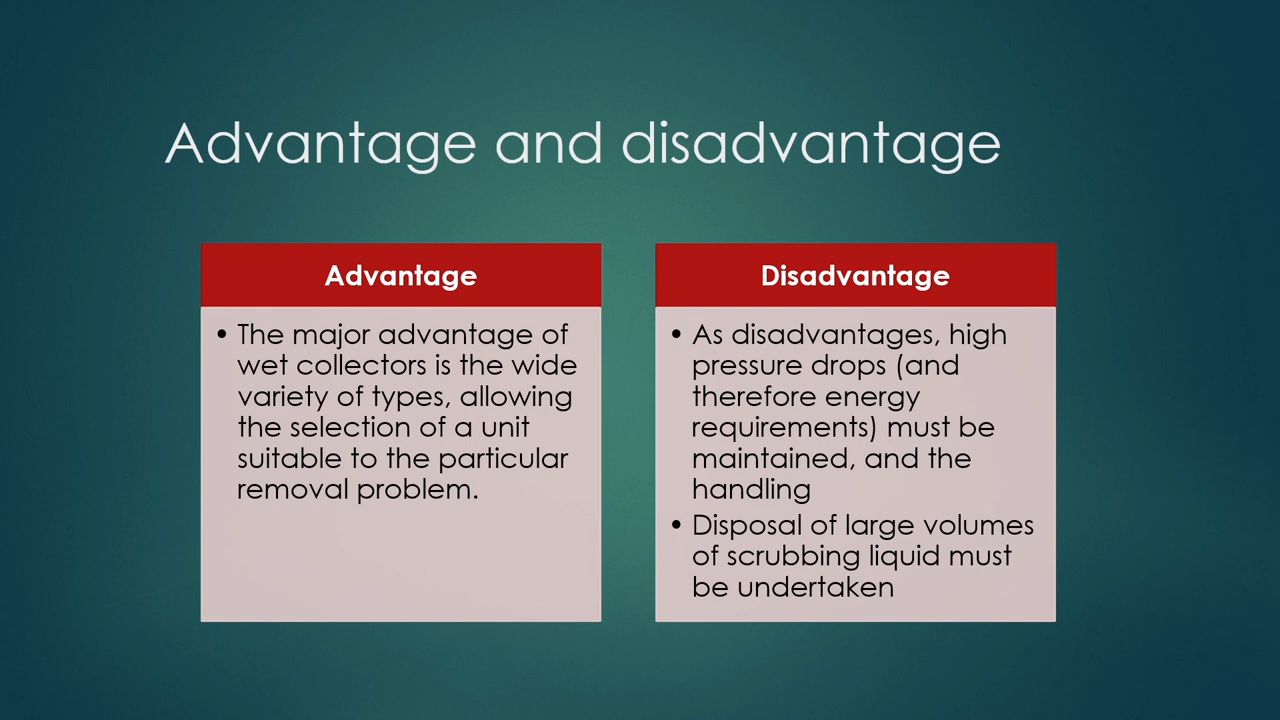 Advantage and disadvantage
Advantage
• The major advantage of
wet collectors is the wide
variety of types, allowing
the selection of a unit
suitable to the particular
removal problem.
Disadvantage
• As disadvantages, high
pressure drops (and
therefore energy
requirements) must be
maintained, and the
handling
• Disposal of large volumes
of scrubbing liquid must
be undertaken